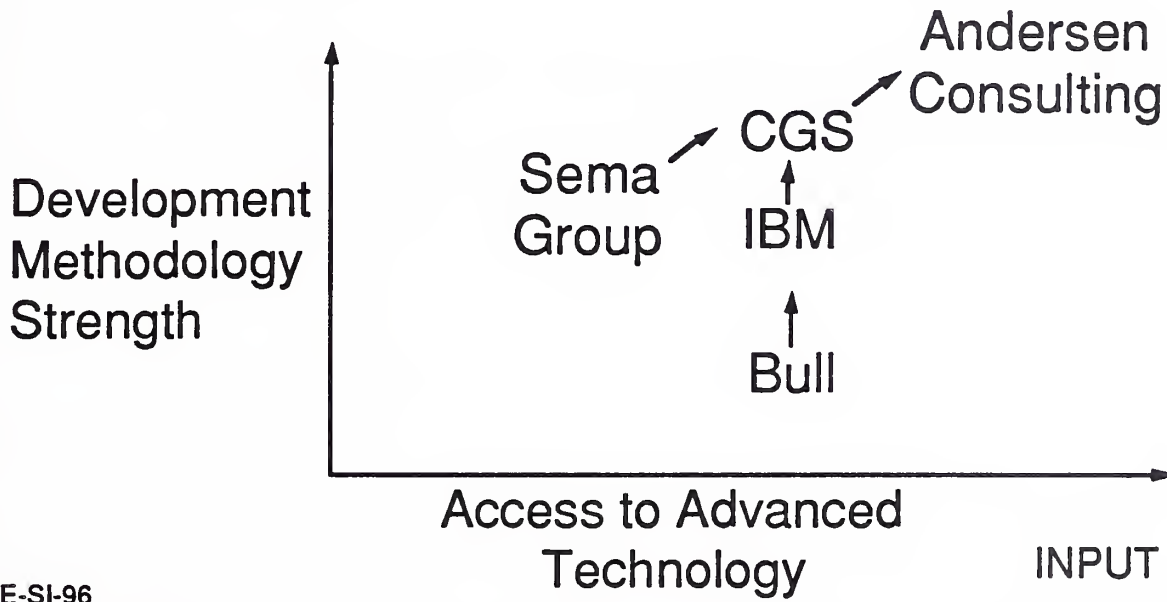 Andersen
Consulting
CGS
Sema
Group
IBM
Development
Methodology
Strength
Bull
Access to Advanced
Technology
INPUT
E-SI-96